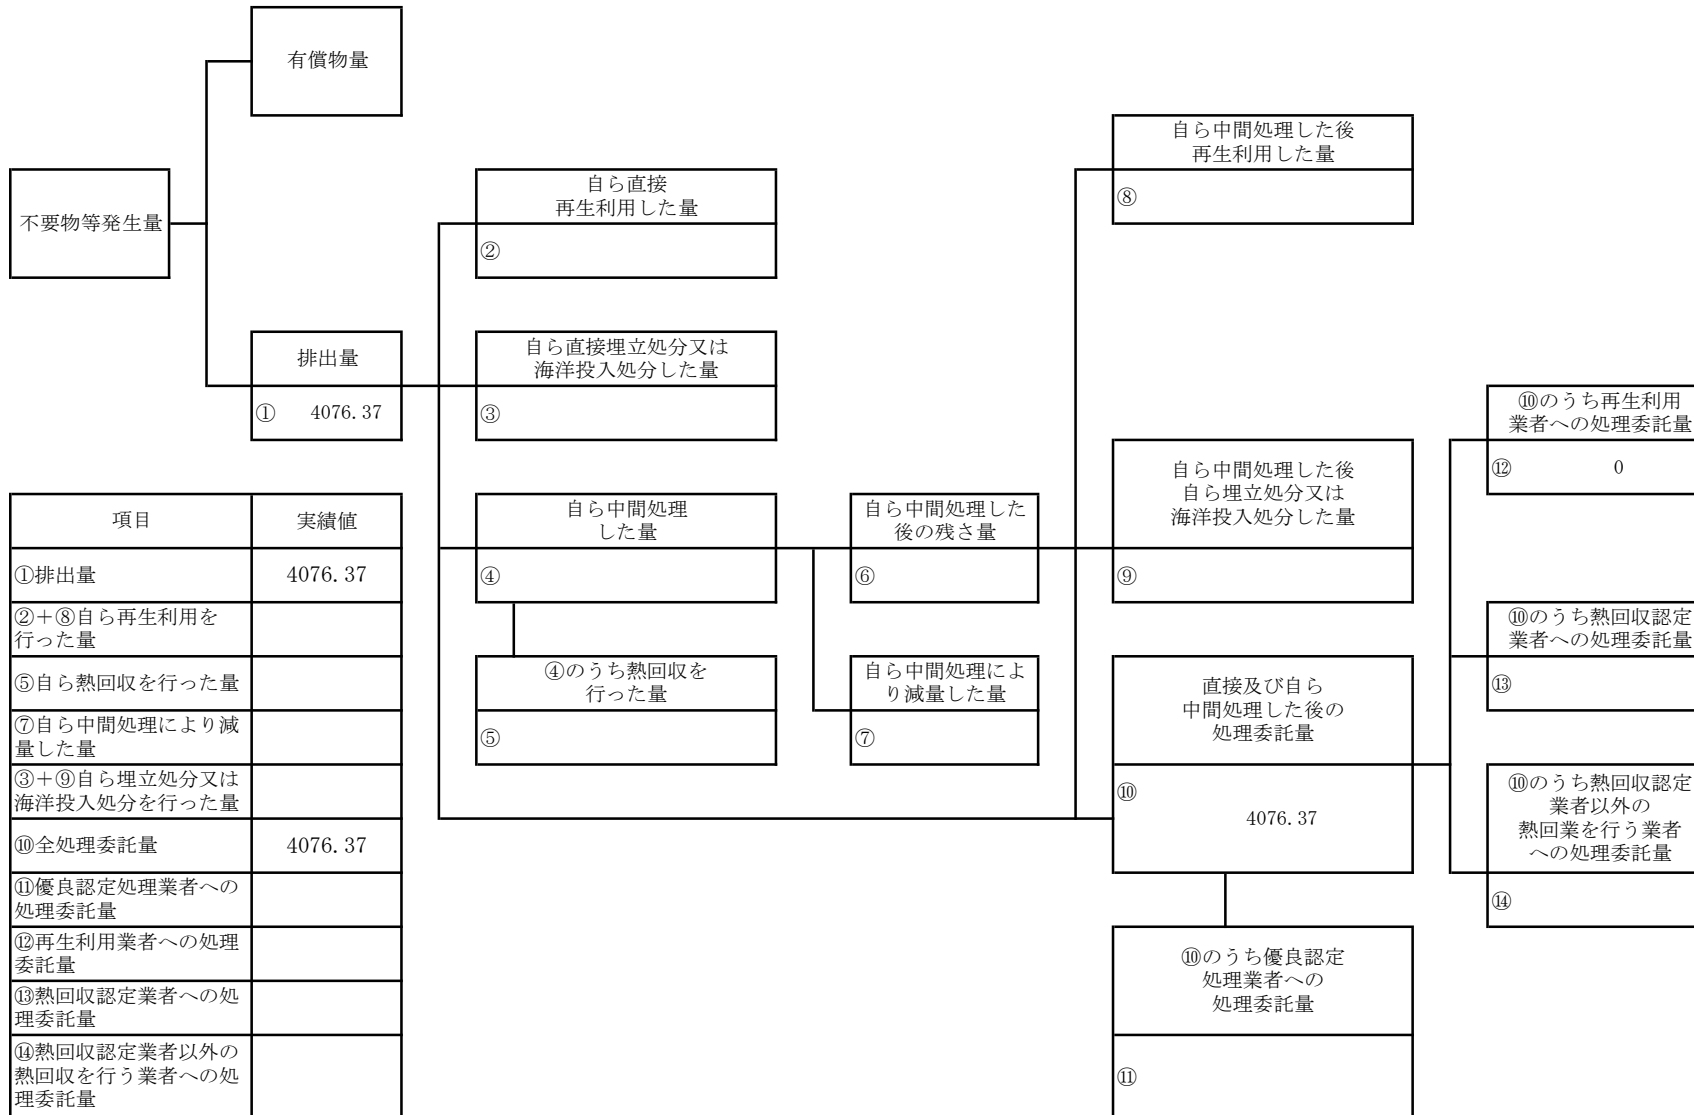 有償物量
不要物等発生量
排出量
① 4076.37
自ら直接
再生利用した量
②
自ら直接埋立処分又は
海洋投入処分した量
③
自ら中間処理
した量
④
④のうち熱回収を
行った量
⑤
自ら中間処理した
後の残さ量
⑥
自ら中間処理によ
り減量した量
⑦
自ら中間処理した後
再生利用した量
⑧
自ら中間処理した後
自ら埋立処分又は
海洋投入処分した量
⑨
直接及び自ら
中間処理した後の
処理委託量
⑩
4076.37
⑩のうち優良認定
処理業者への
処理委託量
⑪
⑩のうち再生利用
業者への処理委託量
⑫ 0
⑩のうち熱回収認定
業者への処理委託量
⑬
⑩のうち熱回収認定
業者以外の
熱回業を行う業者
への処理委託量
⑭
項目 実績値
①排出量 4076.37
②+⑧自ら再生利用を
行った量
⑤自ら熱回収を行った量
⑦自ら中間処理により減
量した量
③+⑨自ら埋立処分又は
海洋投入処分を行った量
⑩全処理委託量 4076.37
⑪優良認定処理業者への
処理委託量
⑫再生利用業者への処理
委託量
⑬熱回収認定業者への処
理委託量
⑭熱回収認定業者以外の
熱回収を行う業者への処
理委託量